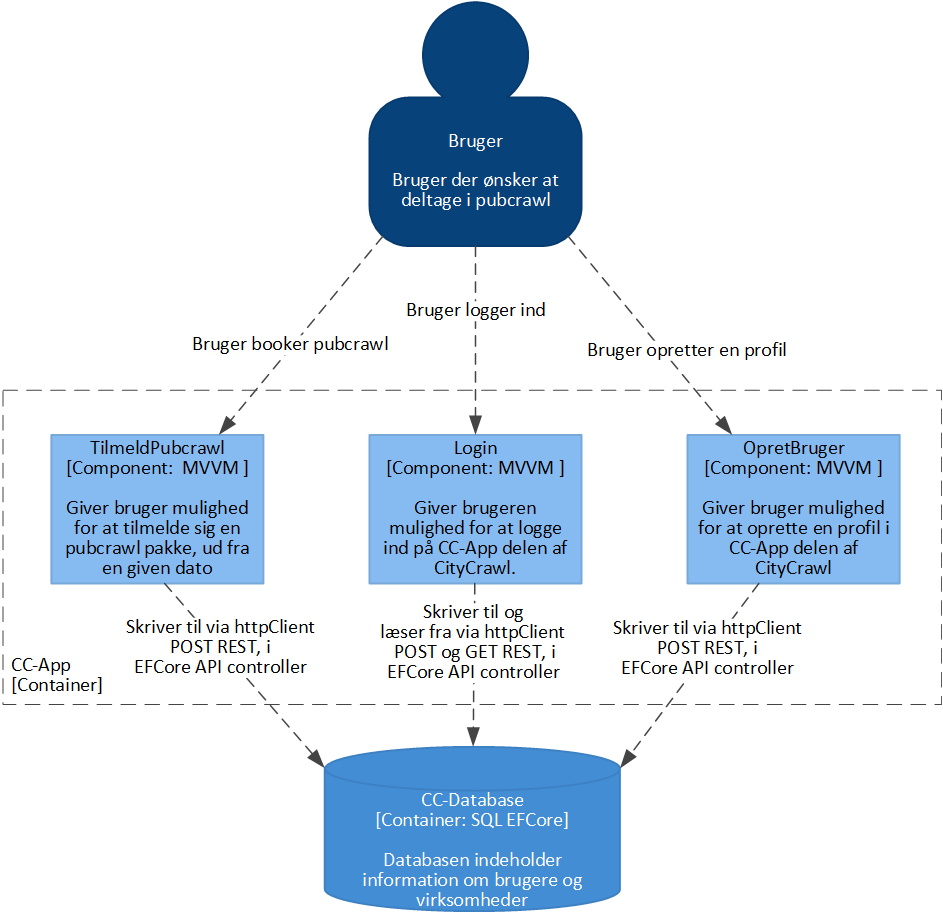 Bruger
Bruger der ønsker at
deltage i pubcrawl
Bruger logger ind
Bruger booker pubcrawl
Bruger opretter en profil
TilmeldPubcrawl
[Component:  MVVM ]
Giver bruger mulighed
for at tilmelde sig en
pubcrawl pakke, ud fra
en given dato
Login
[Component: MVVM ]
Giver brugeren
mulighed for at logge
ind på CC-App delen af
CityCrawl.
OpretBruger
[Component: MVVM ]
Giver bruger mulighed
for at oprette en profil i
CC-App delen af
CityCrawl
Skriver til via httpClient
POST REST, i
EFCore API controller
Skriver til og
læser fra via httpClient
POST og GET REST, i
EFCore API controller
Skriver til via httpClient
POST REST, i
EFCore API controller
CC-App
[Container]
CC-Database
[Container: SQL EFCore]
Databasen indeholder
information om brugere og
virksomheder